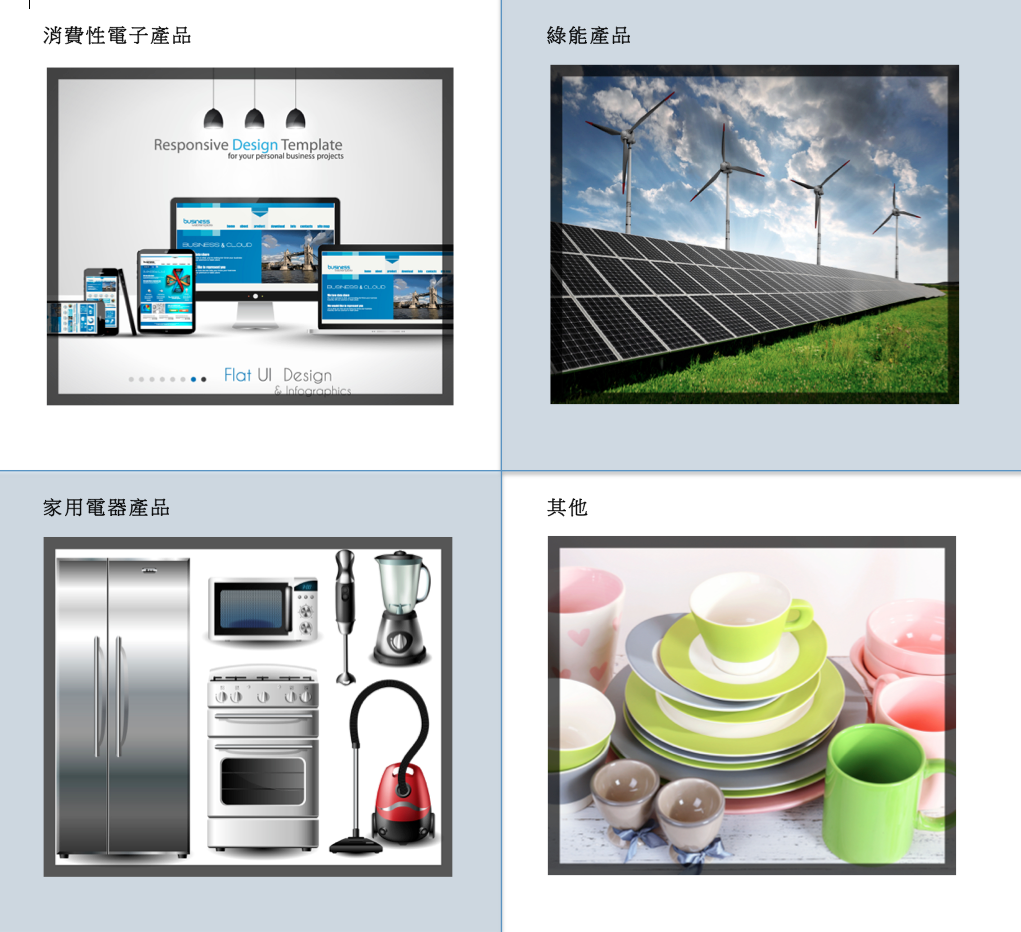 消費性電子產品
綠能產品
Responsive Design Template
for your personal business projects
business
BUSINESS & CLOUD
business
BUSINESS & CLOUD
Flat UI Design
& Infographics
家用電器產品
其他